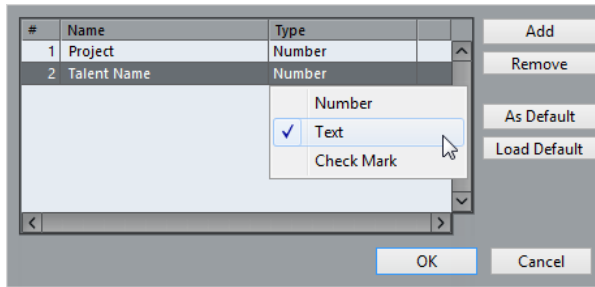 # Name Type
1 Project Number
2 Talent Name Number
Number
✓ Text
Check Mark
Add
Remove
As Default
Load Default
OK Cancel